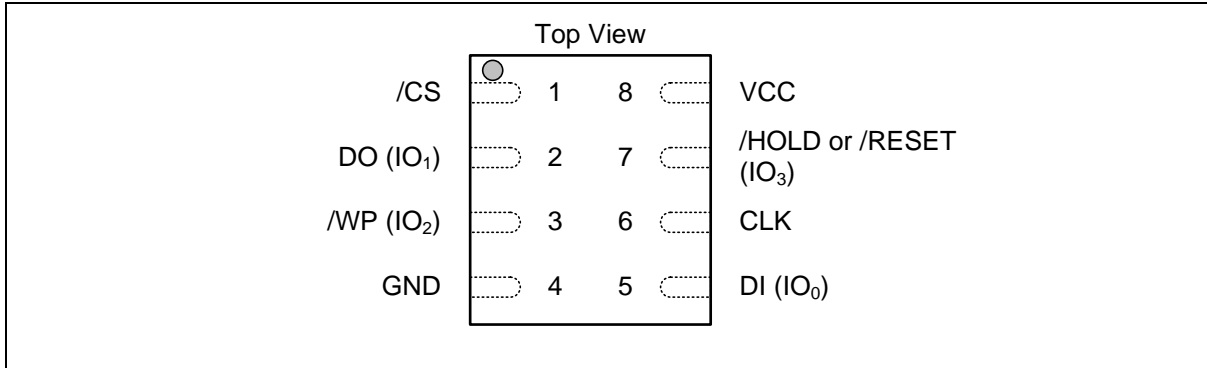 Top View
/CS 1 8 VCC
DO (IO₁) 2 7 /HOLD or /RESET
(IO₃)
/WP (IO₂) 3 6 CLK
GND 4 5 DI (IO₀)